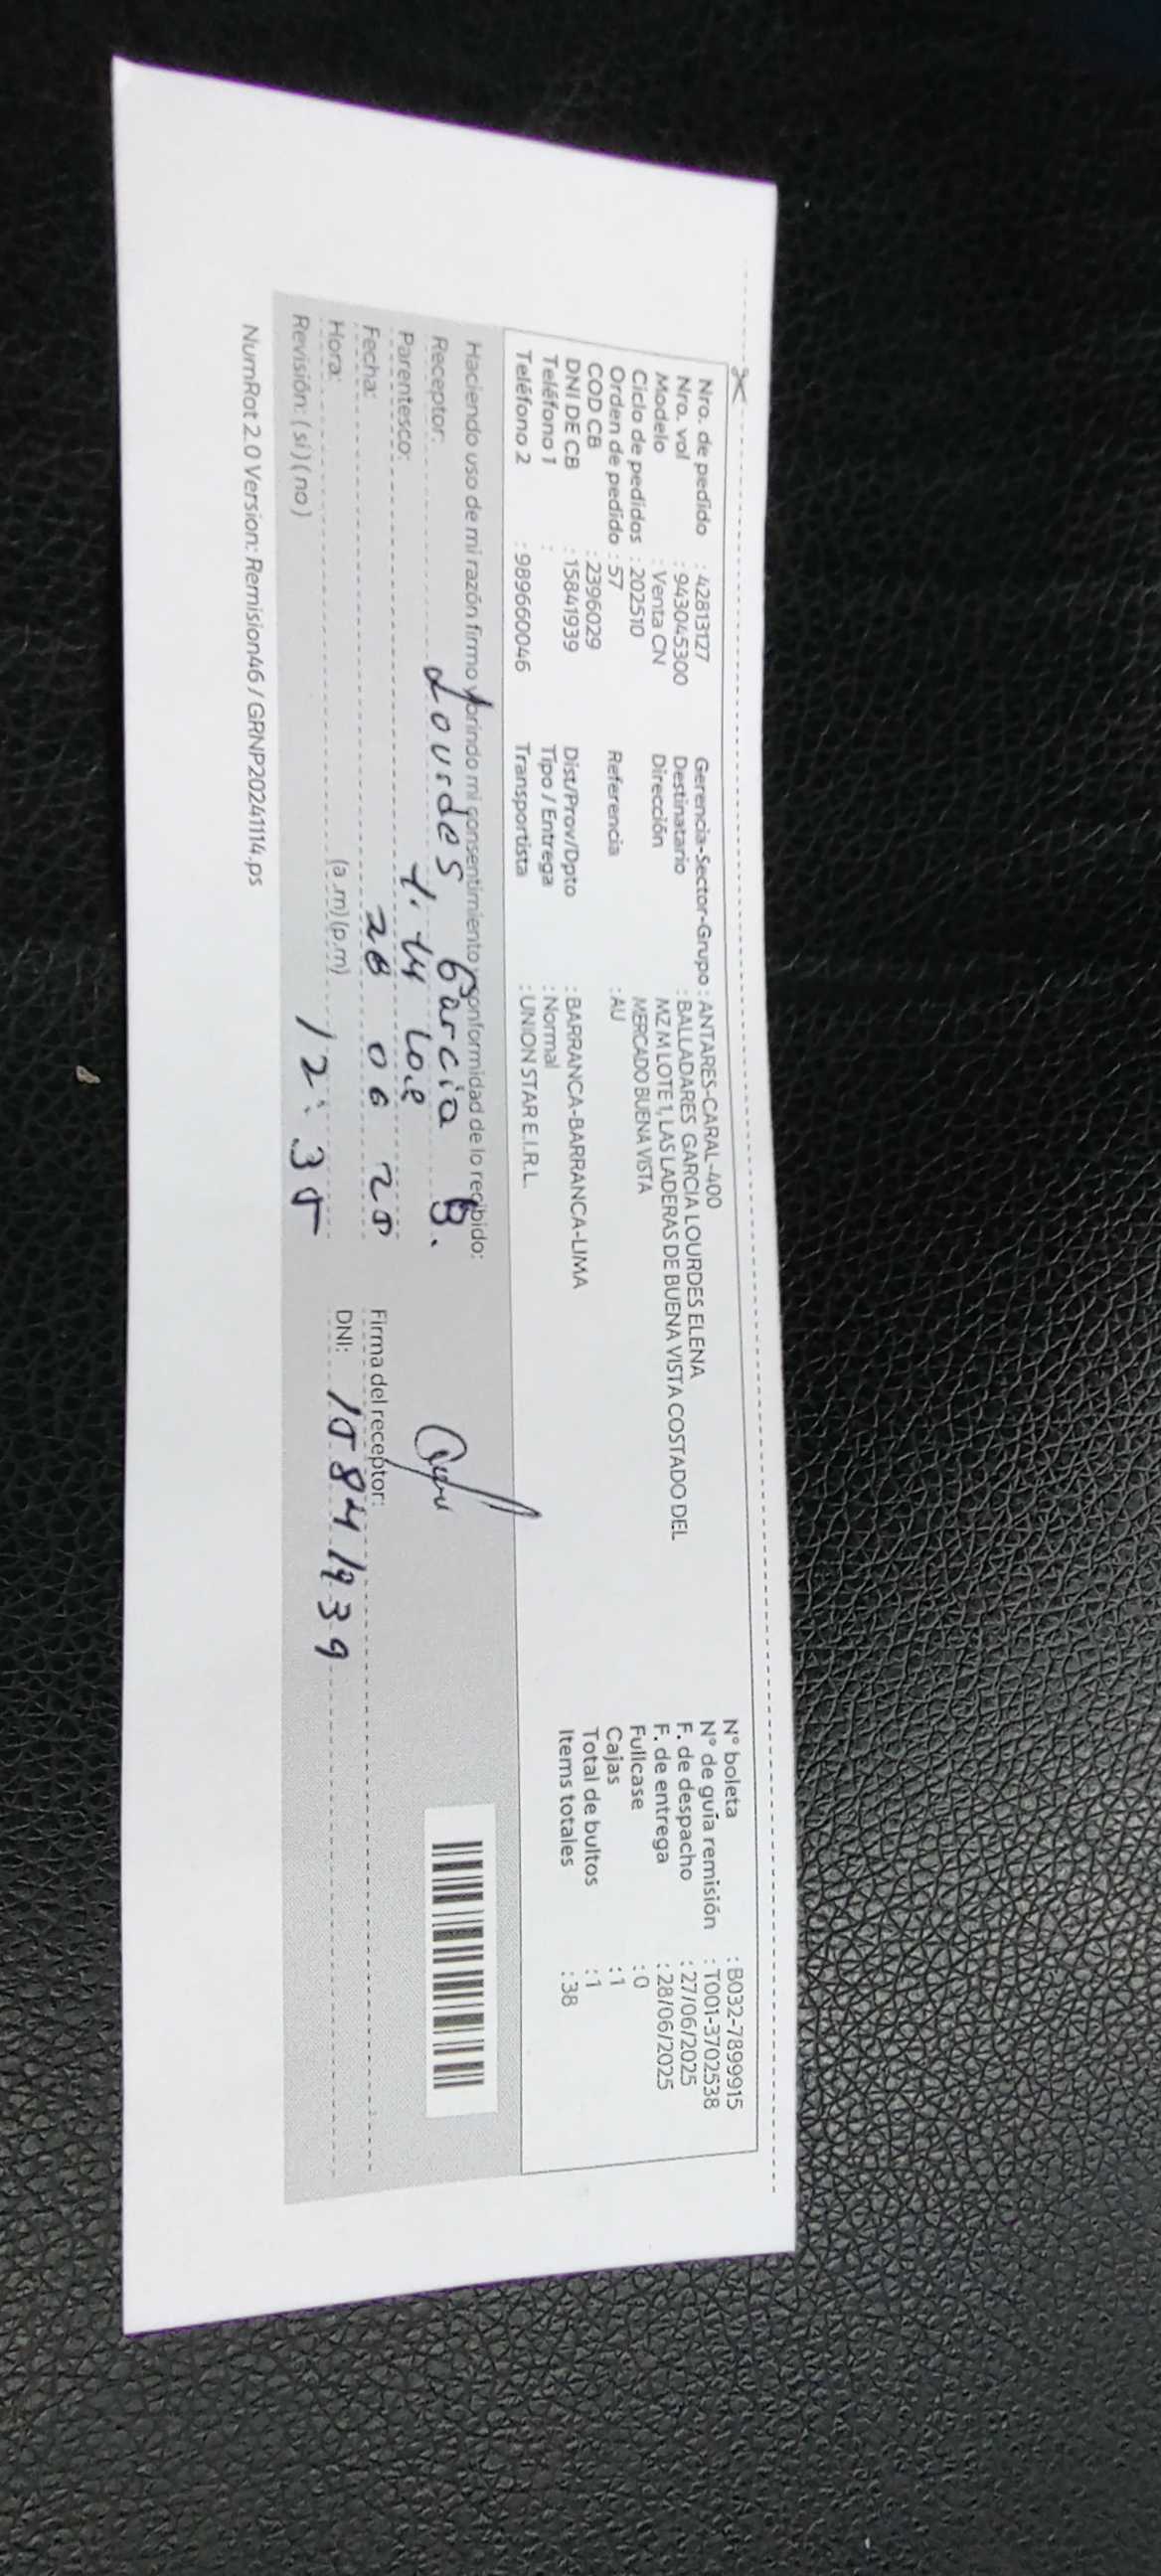 Nro. de pedido : 42813127
Nro. vol : 943045300
Modelo : Venta CN
Ciclo de pedidos : 202510
Orden de pedido : 57
COD CB : 2396029
DNI DE CB : 15841939
Teléfono 1 :
Teléfono 2 : 989660046
Gerencia-Sector-Grupo : ANTARES-CARAL-400
Destinatario : BALLADARES GARCIA LOURDES ELENA
Dirección MZ M LOTE 1, LAS LADERAS DE BUENA VISTA COSTADO DEL
MERCADO BUENA VISTA
Referencia : AU
Dist/Prov/Dpto : BARRANCA-BARRANCA-LIMA
Tipo / Entrega : Normal
Transportista : UNION STAR E.I.R.L.
N° boleta : B032-7899915
N° de guía remisión : T001-3702538
F. de despacho : 27/06/2025
F. de entrega : 28/06/2025
Fullcase : 0
Cajas : 1
Total de bultos : 1
Items totales : 38
Haciendo uso de mi razón firmo y brindo mi consentimiento y conformidad de lo recibido:
Receptor: Lourdes, Garcia B.
Parentesco:
Fecha: 28 06 25
Hora: (a.m) (p.m) 12:35
Revisión: ( si ) ( no )
Firma del receptor:
DNI: 15841939
NumRot 2.0 Version: Remision46 / GRNP20241114.ps